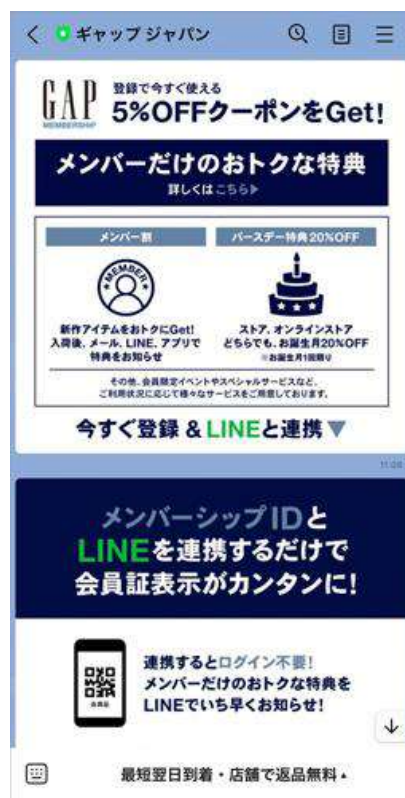 ギャップ ジャパン
GAP
MEMBERSHIP
登録で今すぐ使える
5%OFFクーポンをGet!
メンバーだけのおトクな特典
詳しくは こちら▶
メンバー割
バースデー特典20%OFF
MEMBER
新作アイテムをおトクにGet!
入荷後、メール、LINE、アプリで
特典をお知らせ
ストア、オンラインストア
どちらでも、お誕生月20%OFF
※お誕生月1回限り
その他、会員限定イベントやスペシャルサービスなど、
ご利用状況に応じて様々なサービスをご用意しております。
今すぐ登録 & LINEと連携▼
11:08
メンバーシップIDと
LINEを連携するだけで
会員証表示がカンタンに!
会員証
連携するとログイン不要!
メンバーだけのおトクな特典を
LINEでいち早くお知らせ!
最短翌日到着・店舗で返品無料▲